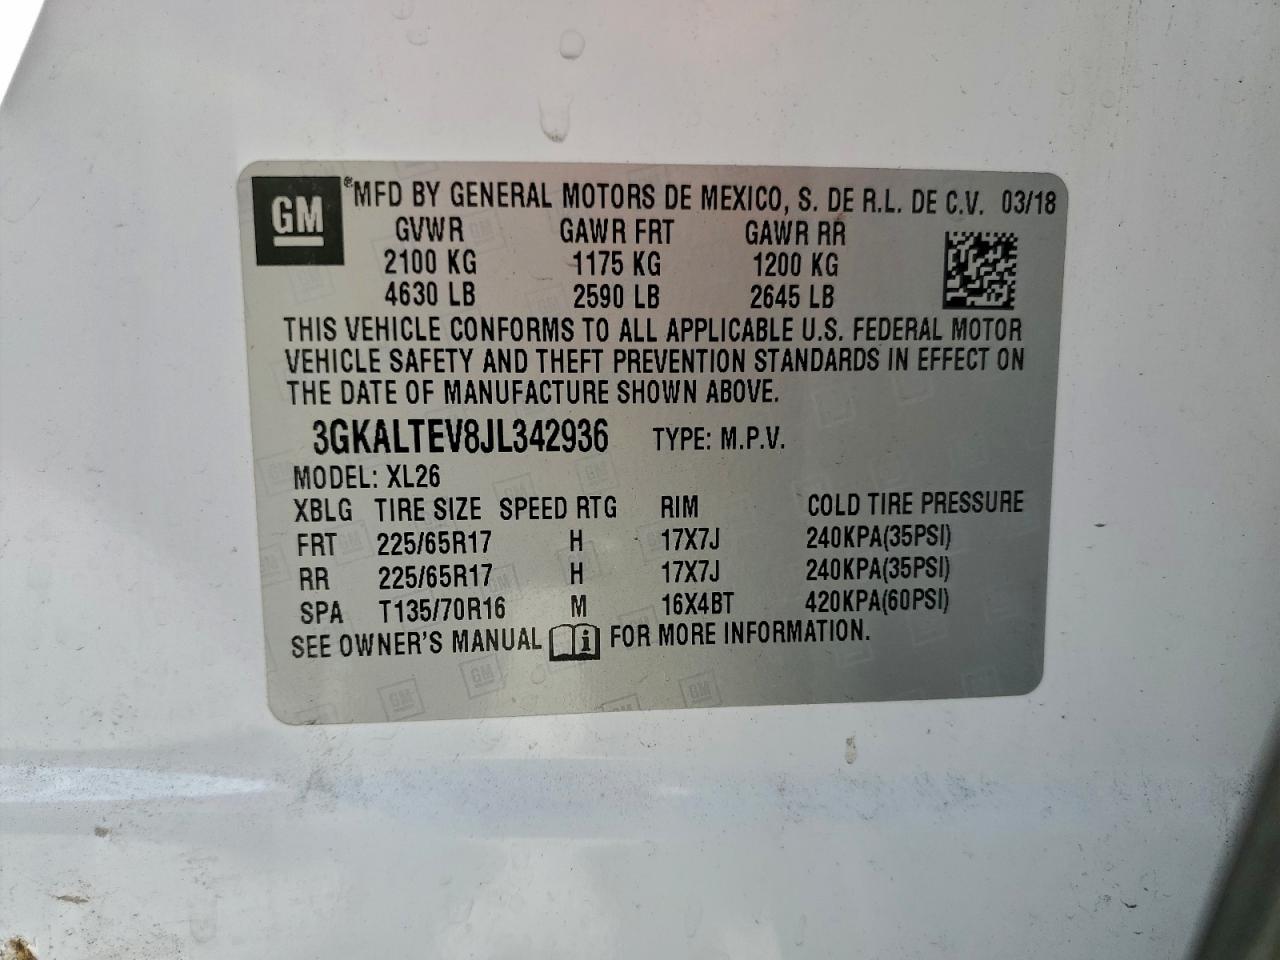 GM
®MFD BY GENERAL MOTORS DE MEXICO, S. DE R.L. DE C.V. 03/18
GVWR GAWR FRT GAWR RR
2100 KG 1175 KG 1200 KG
4630 LB 2590 LB 2645 LB
THIS VEHICLE CONFORMS TO ALL APPLICABLE U.S. FEDERAL MOTOR
VEHICLE SAFETY AND THEFT PREVENTION STANDARDS IN EFFECT ON
THE DATE OF MANUFACTURE SHOWN ABOVE.
3GKALTEV8JL342936 TYPE: M.P.V.
MODEL: XL26
XBLG TIRE SIZE SPEED RTG RIM COLD TIRE PRESSURE
FRT 225/65R17 H 17X7J 240KPA(35PSI)
RR 225/65R17 H 17X7J 240KPA(35PSI)
SPA T135/70R16 M 16X4BT 420KPA(60PSI)
SEE OWNER'S MANUAL i FOR MORE INFORMATION.